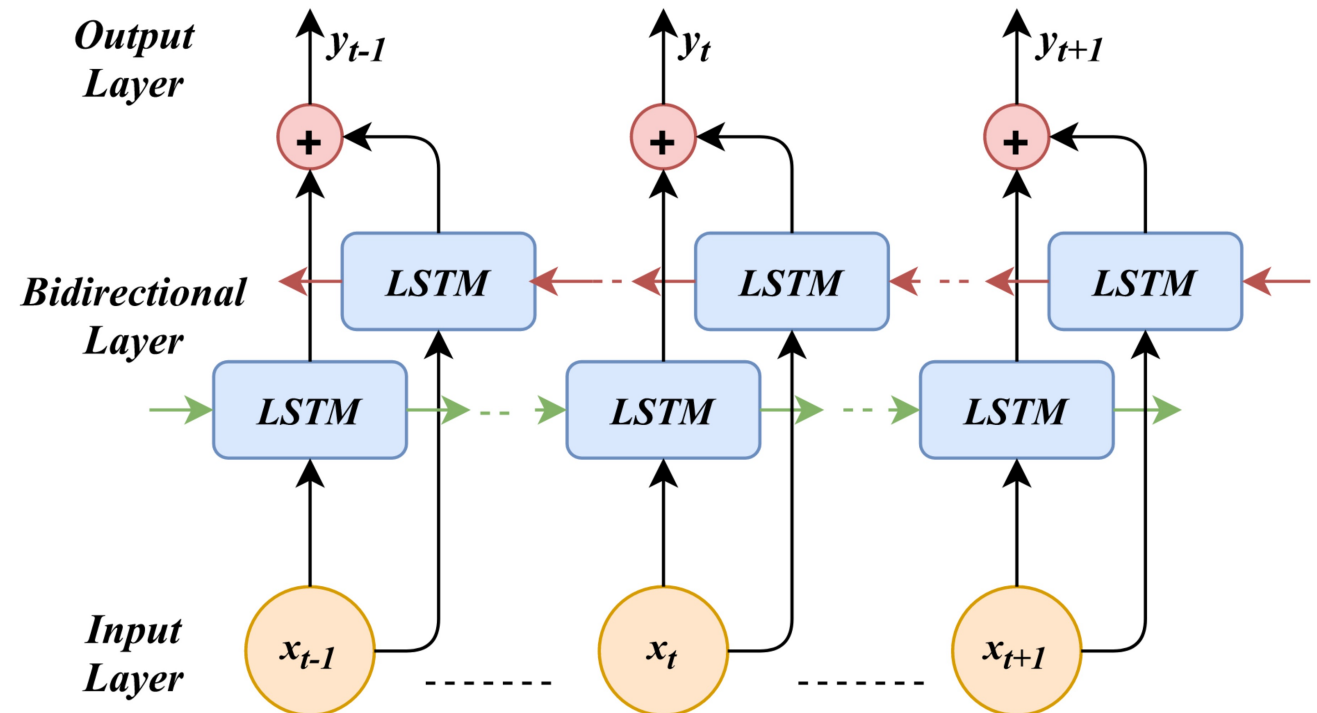 Output
Layer
y_{t-1}
y_t
y_{t+1}
+
+
+
Bidirectional
Layer
LSTM
LSTM
LSTM
LSTM
LSTM
LSTM
Input
Layer
x_{t-1}
x_t
x_{t+1}